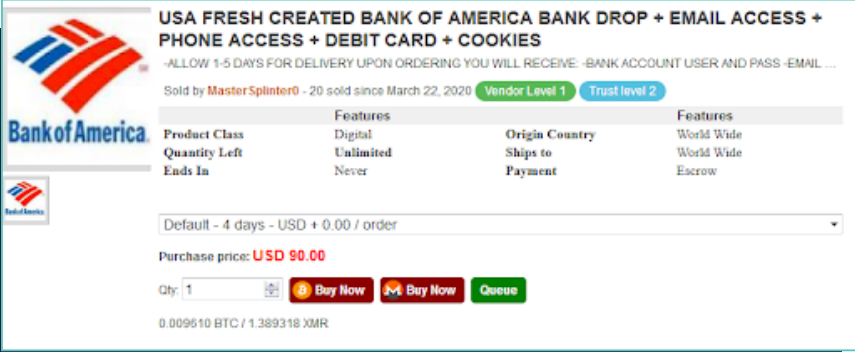 USA FRESH CREATED BANK OF AMERICA BANK DROP + EMAIL ACCESS +
PHONE ACCESS + DEBIT CARD + COOKIES
-ALLOW 1-5 DAYS FOR DELIVERY UPON ORDERING YOU WILL RECEIVE: -BANK ACCOUNT USER AND PASS -EMAIL ...
Sold by MasterSplinter0 - 20 sold since March 22, 2020 Vendor Level 1 Trust level 2
Bank of America
Features Features
Product Class Digital Origin Country World Wide
Quantity Left Unlimited Ships to World Wide
Ends In Never Payment Escrow
Bank of America
Default - 4 days - USD + 0.00 / order
Purchase price: USD 90.00
Qty: 1 Buy Now Buy Now Queue
0.009610 BTC / 1.389318 XMR